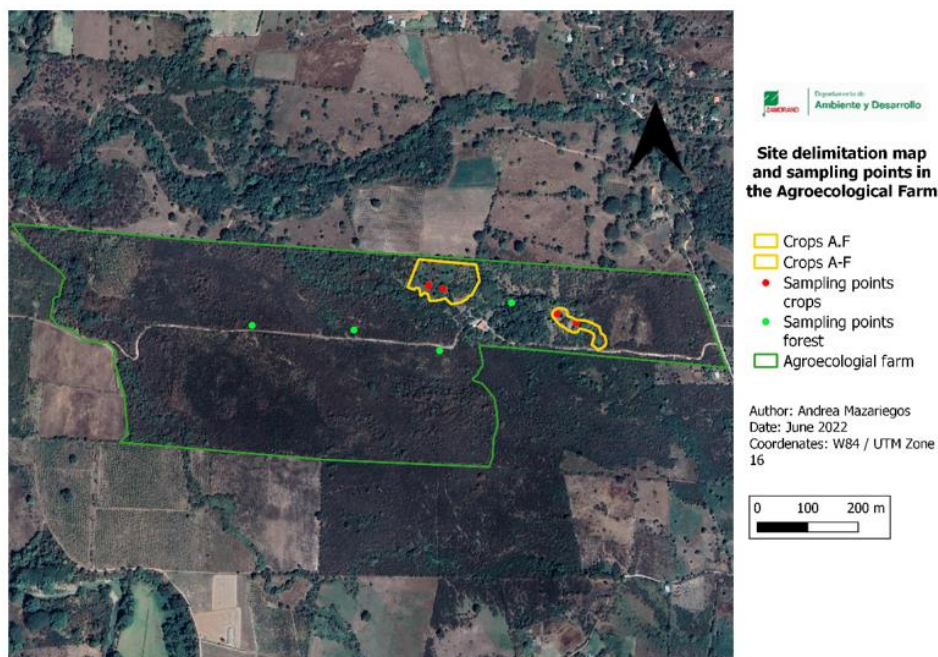 ZAMORANO
Departamento de
Ambiente y Desarrollo
Site delimitation map
and sampling points in
the Agroecological Farm
Crops A.F
Crops A-F
Sampling points
crops
Sampling points
forest
Agroecologial farm
Author: Andrea Mazariegos
Date: June 2022
Coordenates: W84 / UTM Zone
16
0 100 200 m